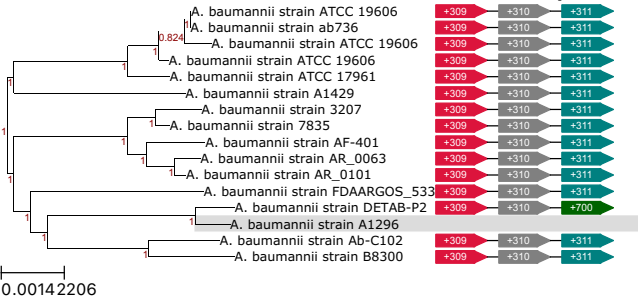 A. baumannii strain ATCC 19606 +309 +310 +311
A. baumannii strain ab736 +309 +310 +311
0.824
A. baumannii strain ATCC 19606 +309 +310 +311
1
A. baumannii strain ATCC 19606 +309 +310 +311
1
A. baumannii strain ATCC 17961 +309 +310 +311
1
A. baumannii strain A1429 +309 +310 +311
A. baumannii strain 3207 +309 +310 +311
1
1
A. baumannii strain 7835 +309 +310 +311
1
A. baumannii strain AF-401 +309 +310 +311
1
A. baumannii strain AR_0063 +309 +310 +311
1
1
A. baumannii strain AR_0101 +309 +310 +311
A. baumannii strain FDAARGOS_533 +309 +310 +311
A. baumannii strain DETAB-P2 +309 +310 +700
1
1
A. baumannii strain A1296
A. baumannii strain Ab-C102 +309 +310 +311
1
1
A. baumannii strain B8300 +309 +310 +311
0.00142206